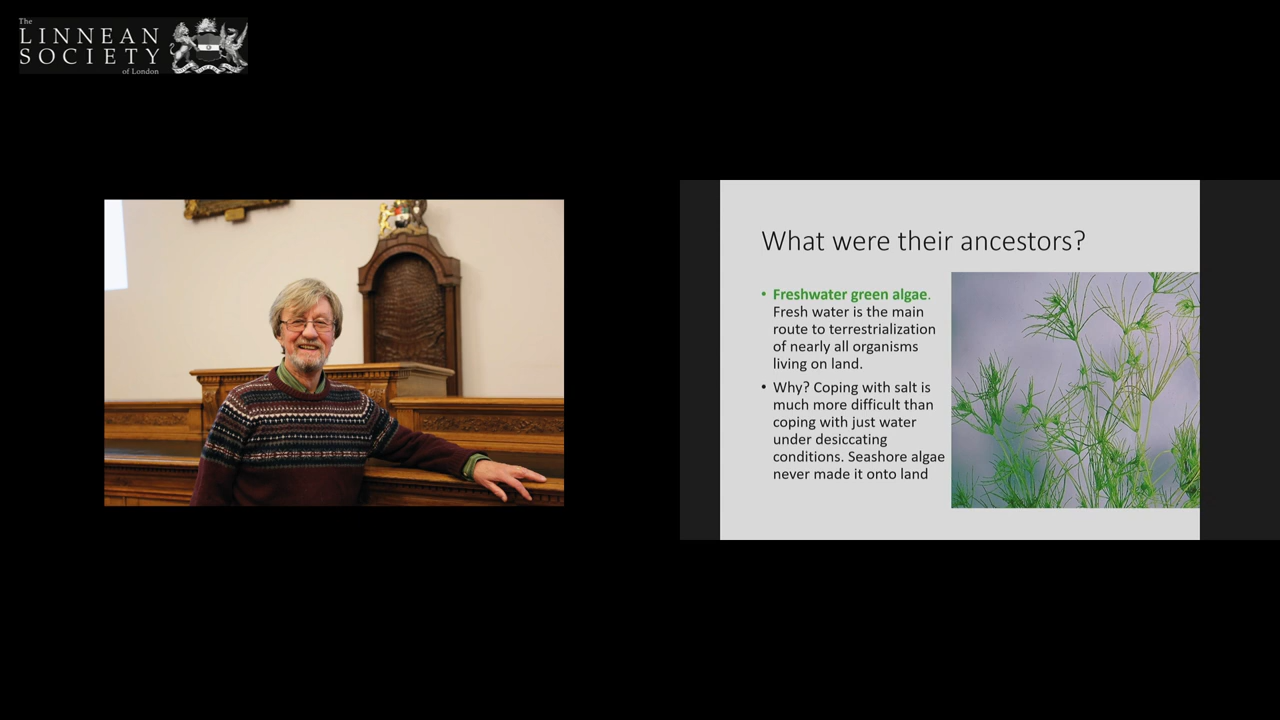 The
LINNEAN
SOCIETY
of London
What were their ancestors?
• Freshwater green algae.
Fresh water is the main
route to terrestrialization
of nearly all organisms
living on land.
• Why? Coping with salt is
much more difficult than
coping with just water
under desiccating
conditions. Seashore algae
never made it onto land